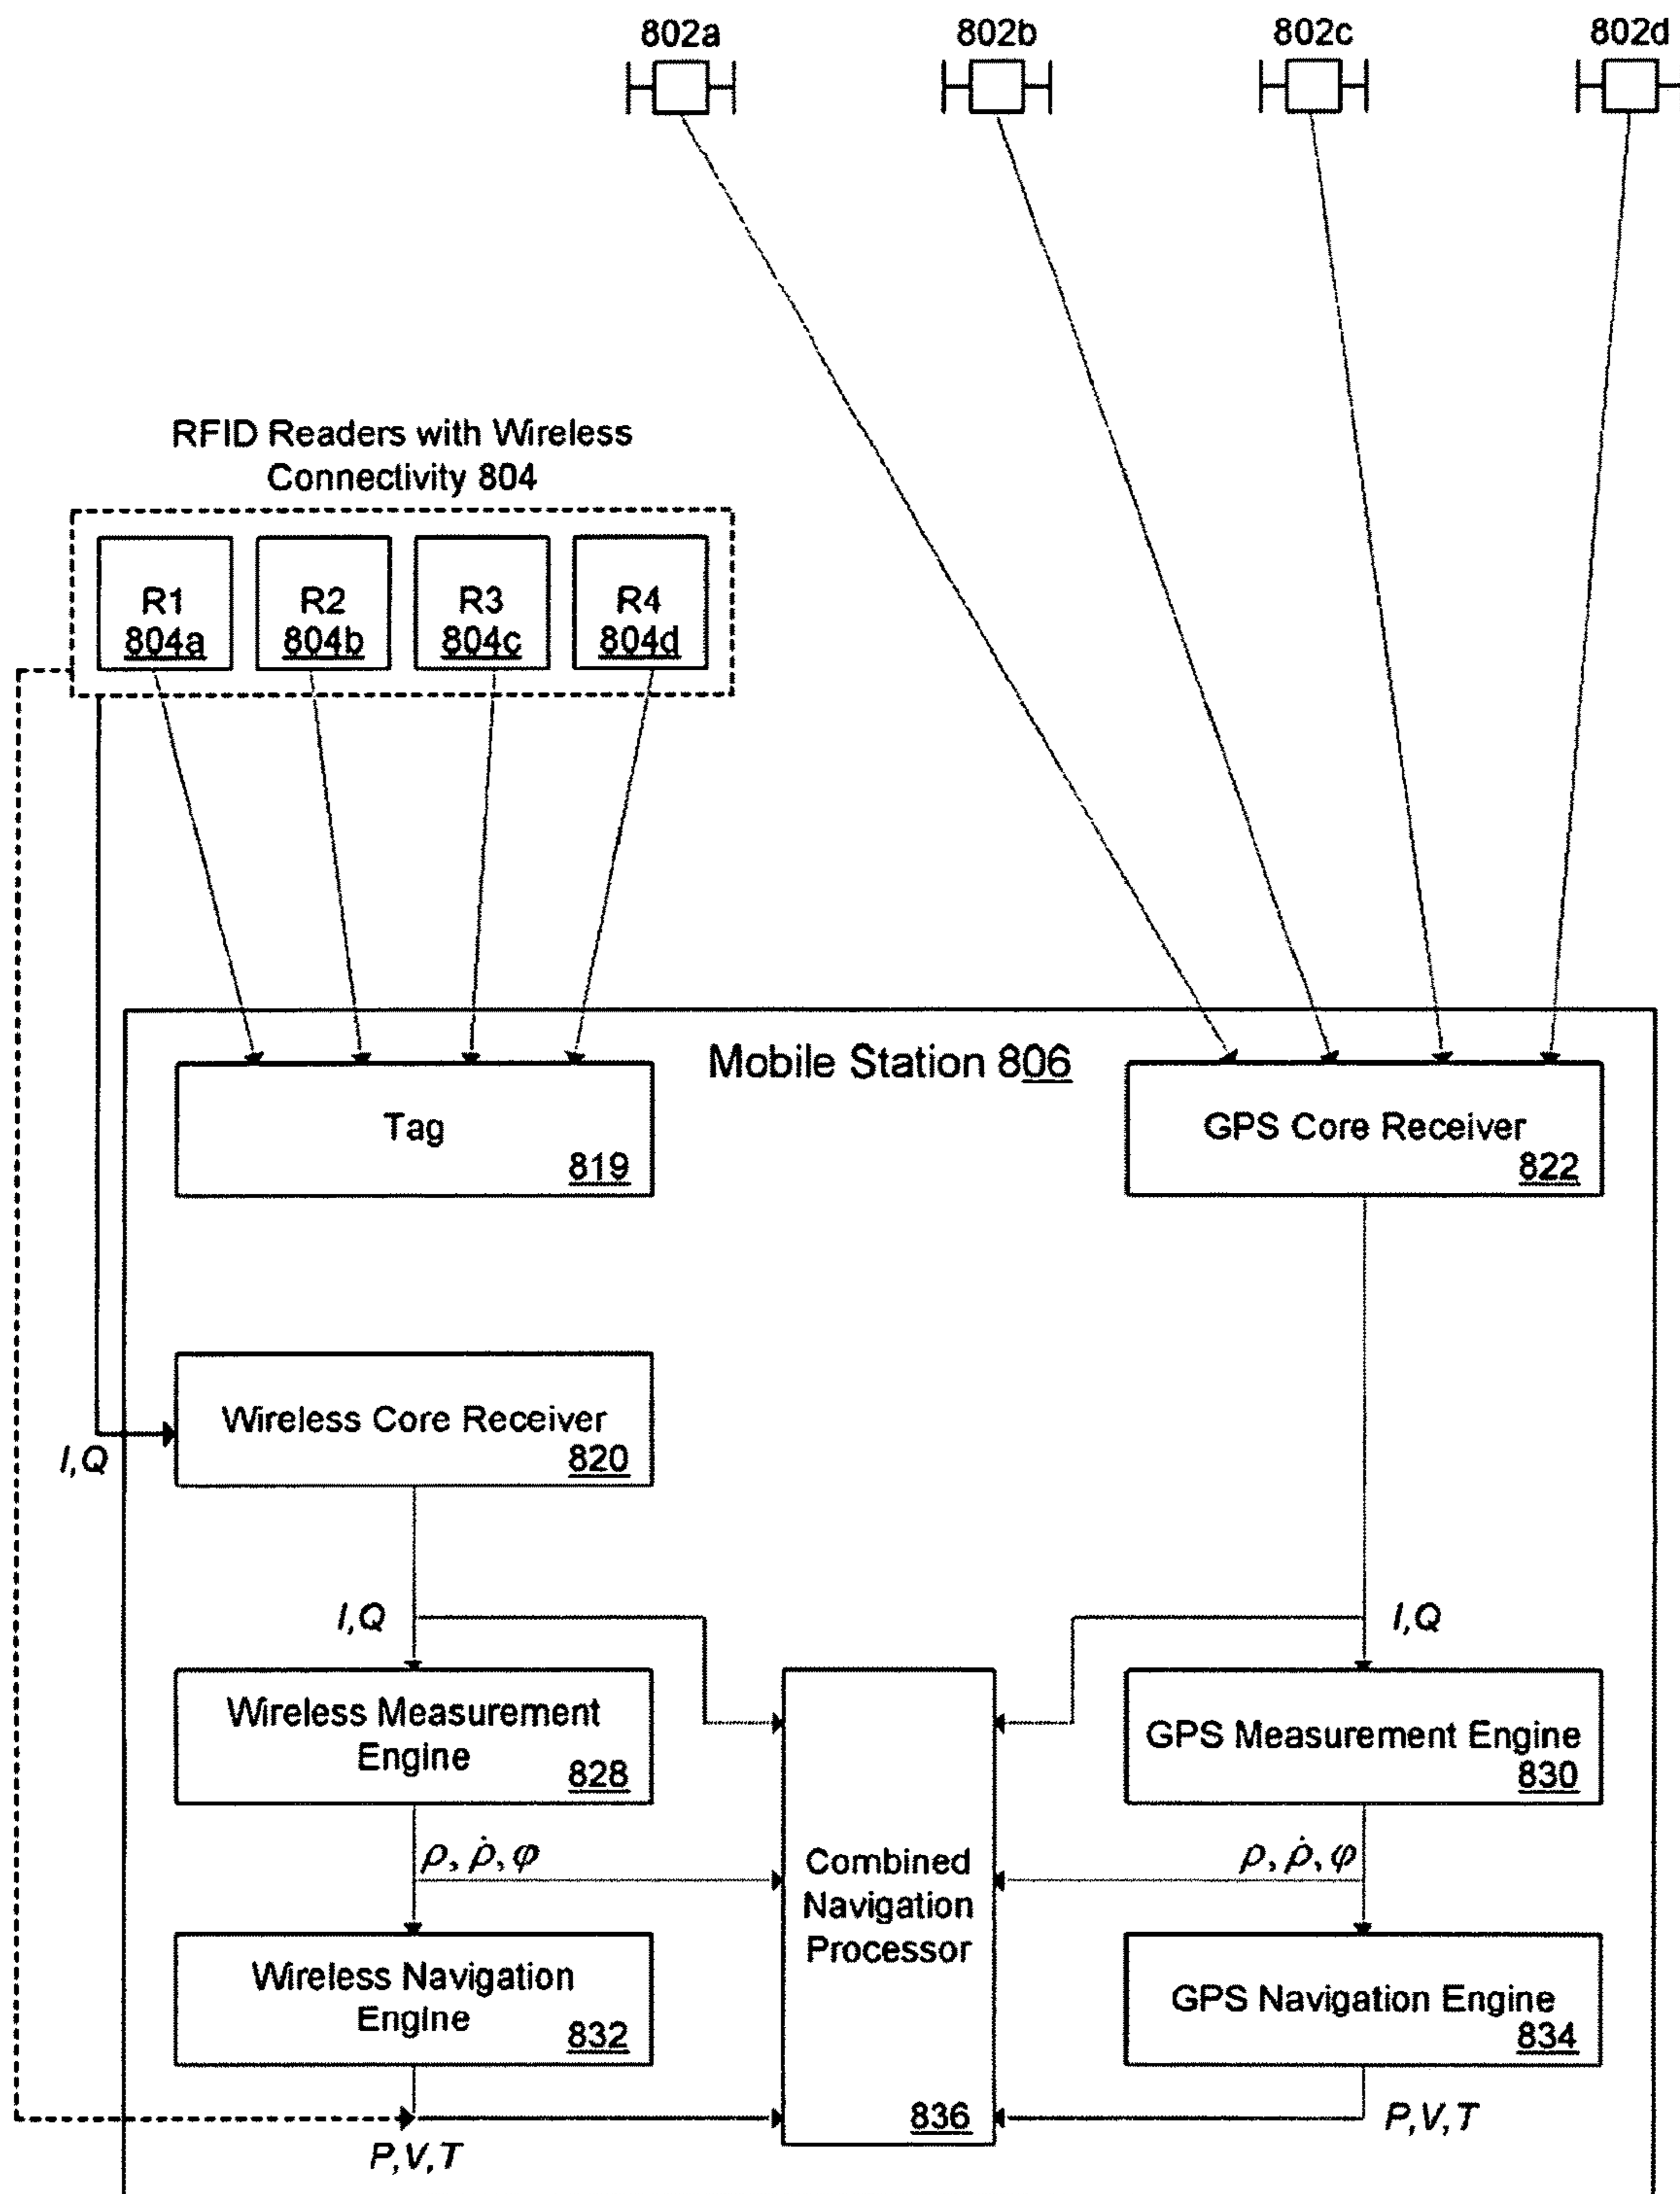 802a 802b 802c 802d
RFID Readers with Wireless
Connectivity 804
R1 R2 R3 R4
804a 804b 804c 804d
Mobile Station 806
Tag
819
GPS Core Receiver
822
Wireless Core Receiver
820
I,Q
I,Q
I,Q
Wireless Measurement
Engine
828
GPS Measurement Engine
830
ρ, ρ̇, φ
ρ, ρ̇, φ
Combined
Navigation
Processor
836
Wireless Navigation
Engine
832
GPS Navigation Engine
834
P,V,T
P,V,T